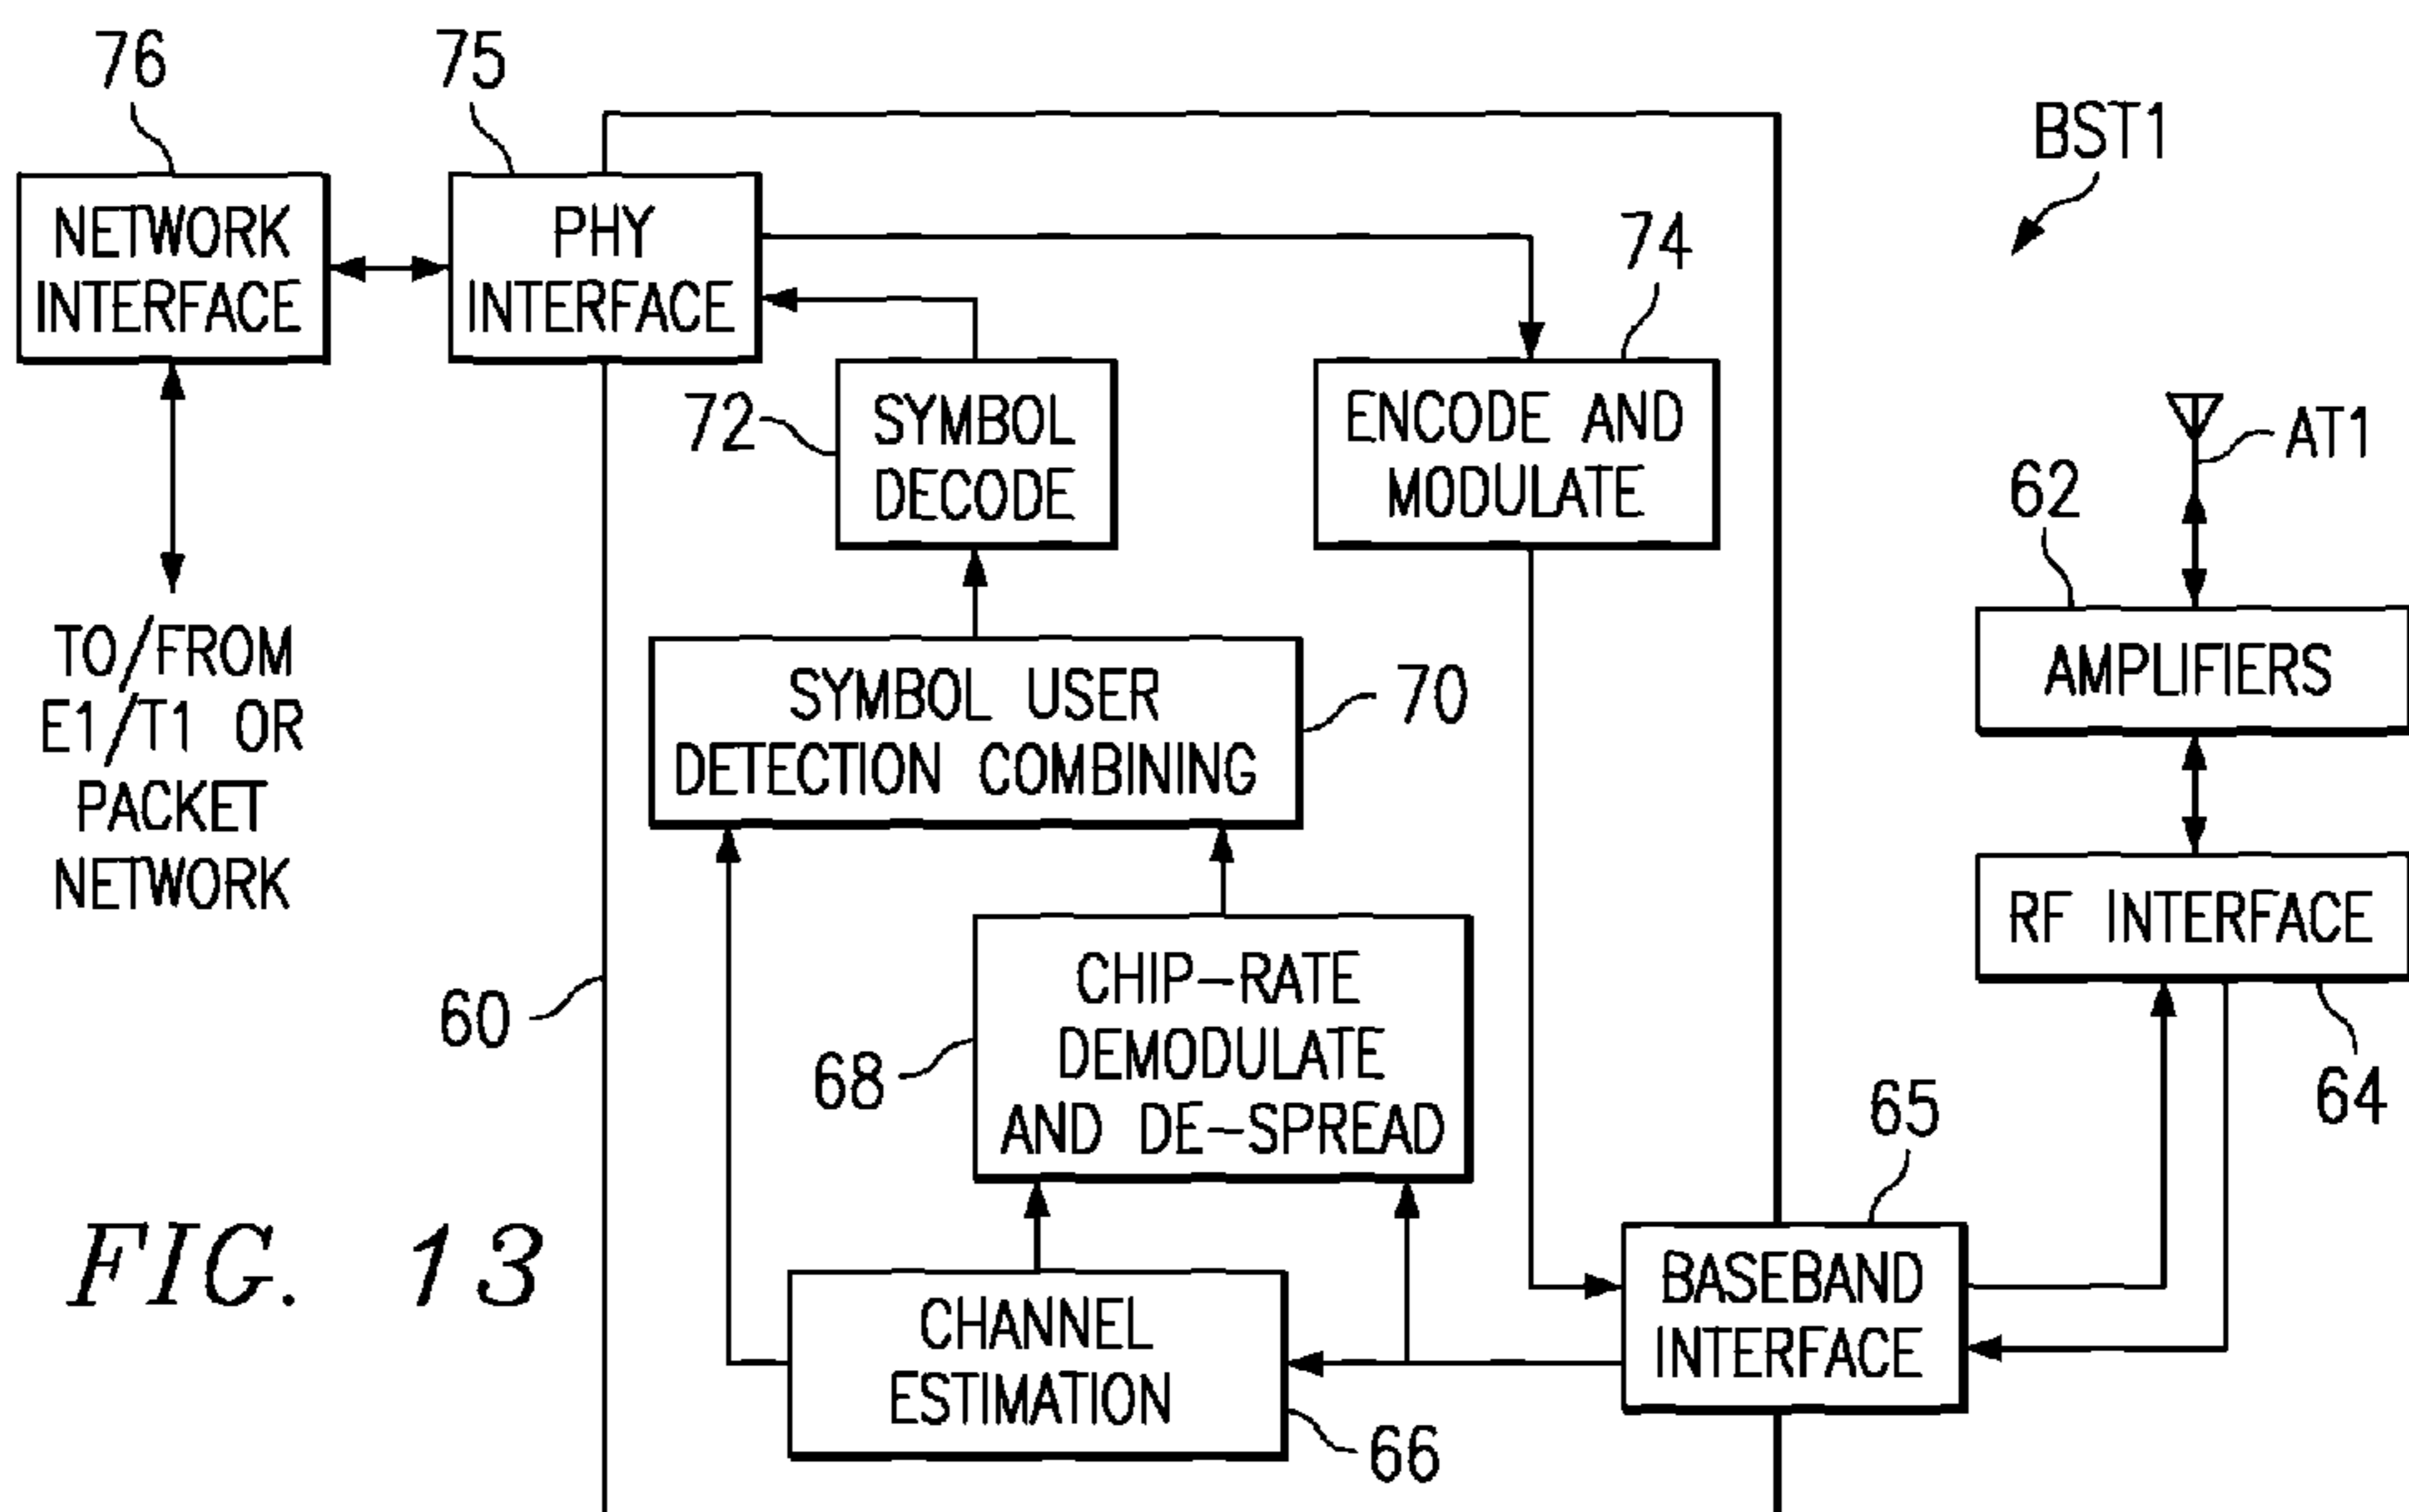 76
75
BST1
NETWORK
INTERFACE
PHY
INTERFACE
74
72
SYMBOL
DECODE
ENCODE AND
MODULATE
AT1
62
TO/FROM
E1/T1 OR
PACKET
NETWORK
SYMBOL USER
DETECTION COMBINING
70
AMPLIFIERS
RF INTERFACE
60
68
CHIP-RATE
DEMODULATE
AND DE-SPREAD
64
65
FIG. 13
CHANNEL
ESTIMATION
BASEBAND
INTERFACE
66